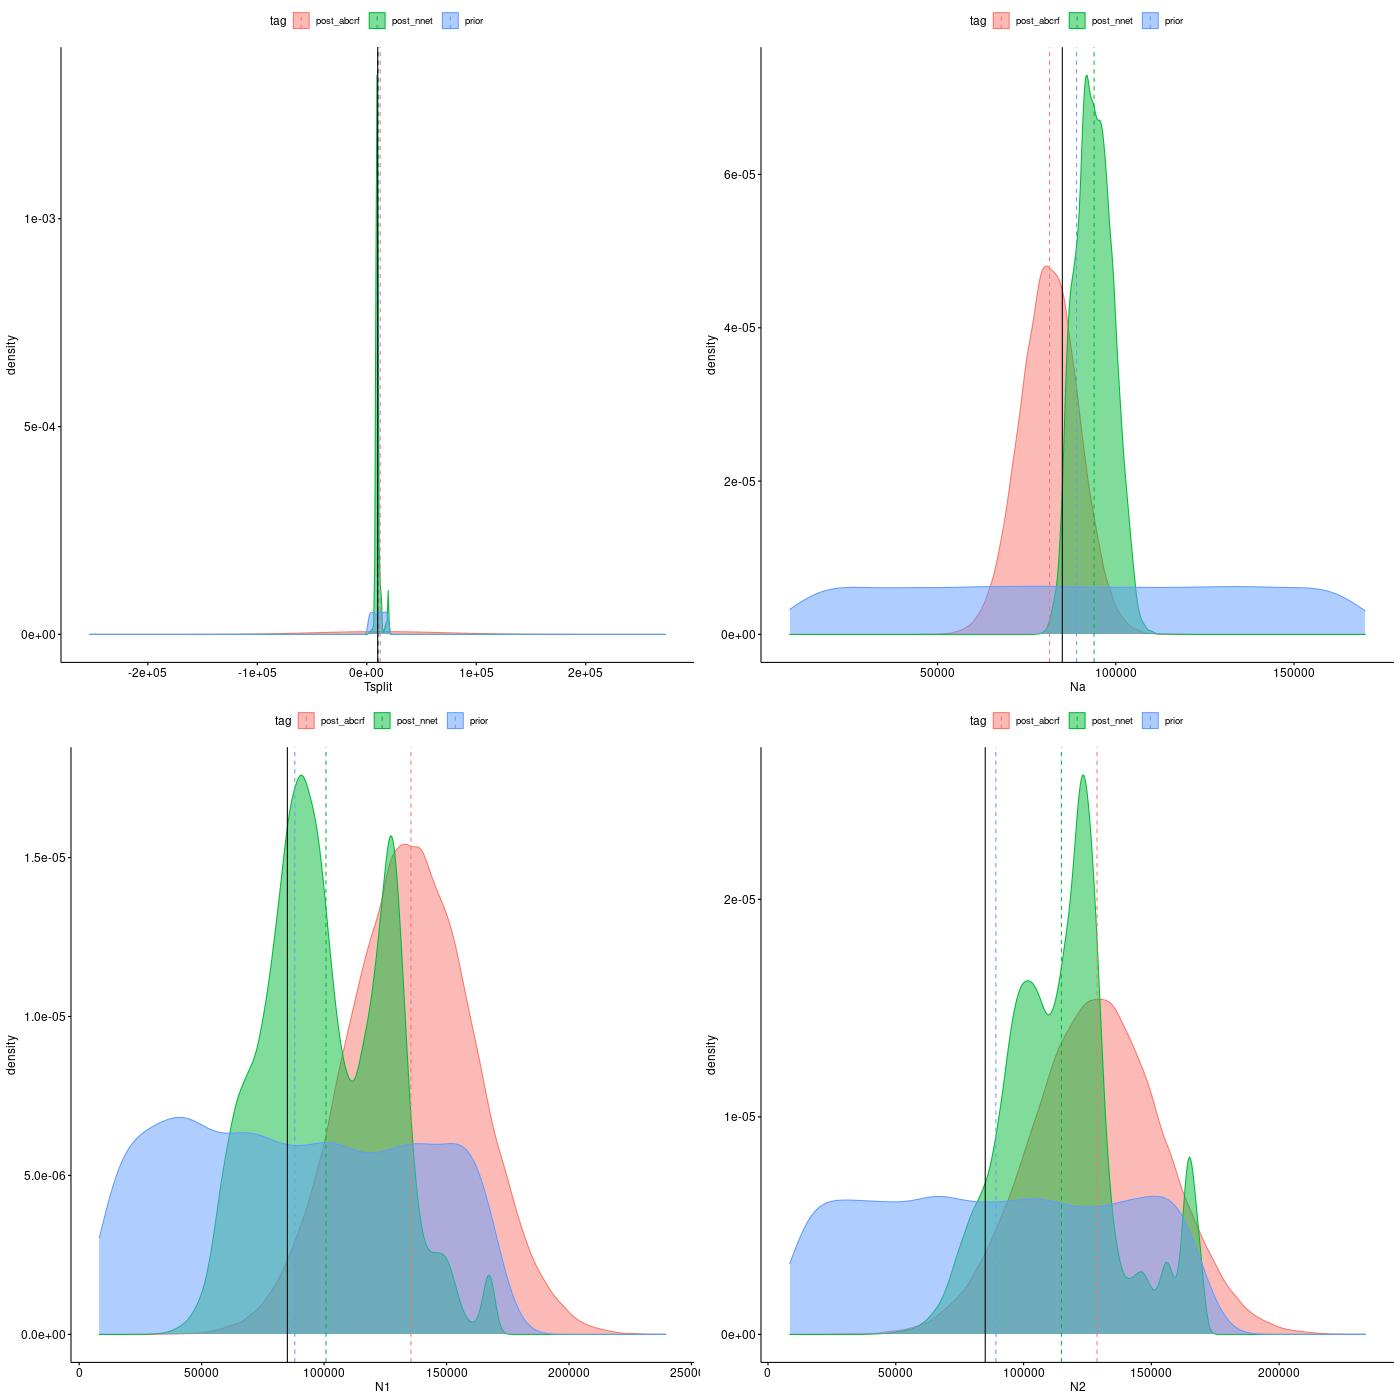 tag post_abcrf post_nnet prior
1e-03
5e-04
0e+00
density
-2e+05 -1e+05 0e+00 1e+05 2e+05
Tsplit
tag post_abcrf post_nnet prior
6e-05
4e-05
2e-05
0e+00
density
50000 100000 150000
Na
tag post_abcrf post_nnet prior
1.5e-05
1.0e-05
5.0e-06
0.0e+00
density
0 50000 100000 150000 200000 25000
N1
tag post_abcrf post_nnet prior
2e-05
1e-05
0e+00
density
0 50000 100000 150000 200000
N2